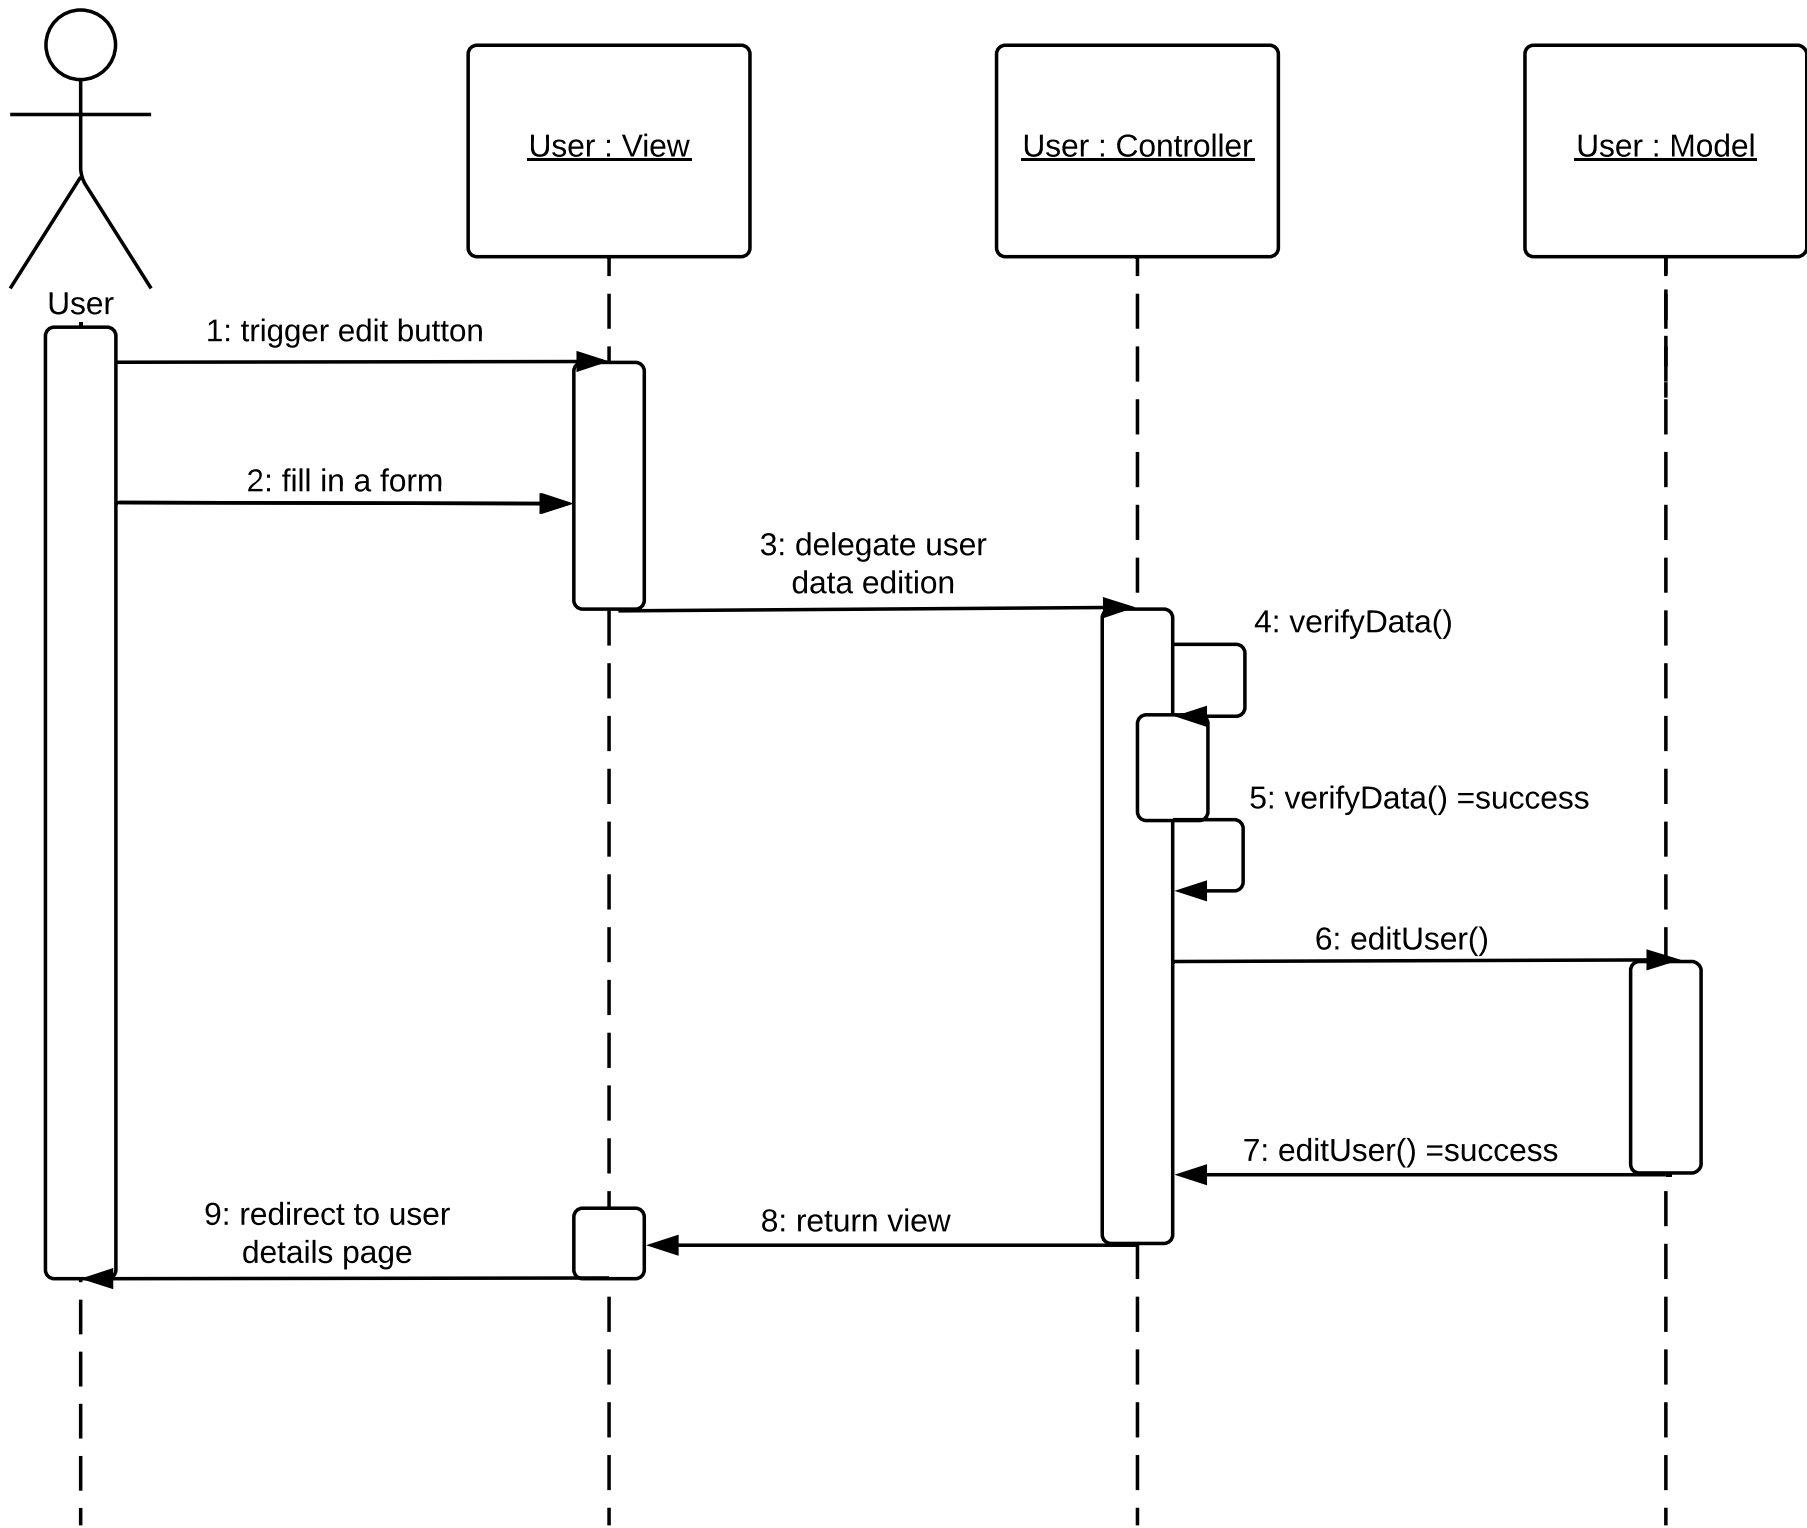 User : View
User : Controller
User : Model
User
1: trigger edit button
2: fill in a form
3: delegate user
data edition
4: verifyData()
5: verifyData() =success
6: editUser()
7: editUser() =success
8: return view
9: redirect to user
details page